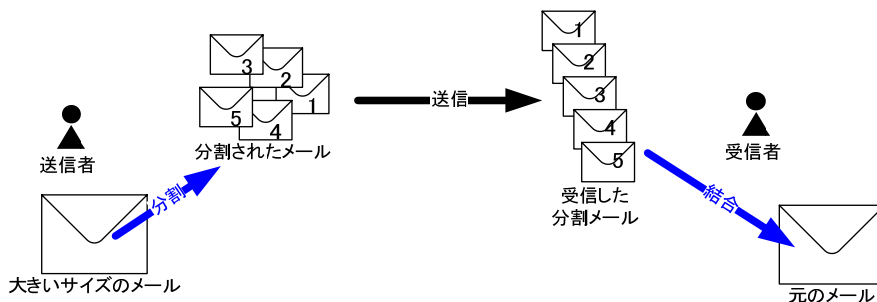 3
2
1
5
4
分割されたメール
送信者
分割
大きいサイズのメール
送信
1
2
3
4
5
受信した
分割メール
受信者
結合
元のメール